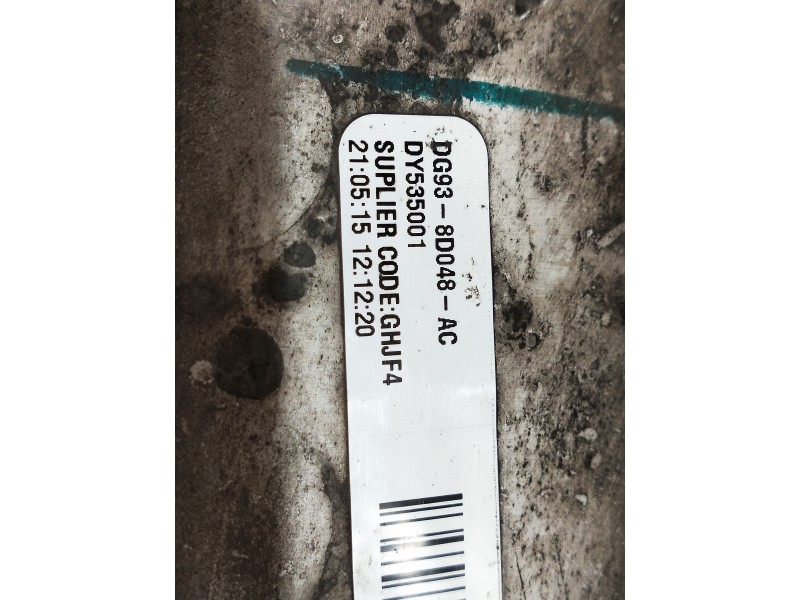 DG93-8D048-AC
DY535001
SUPLIER CODE:GHJF4
21:05:15 12:12:20